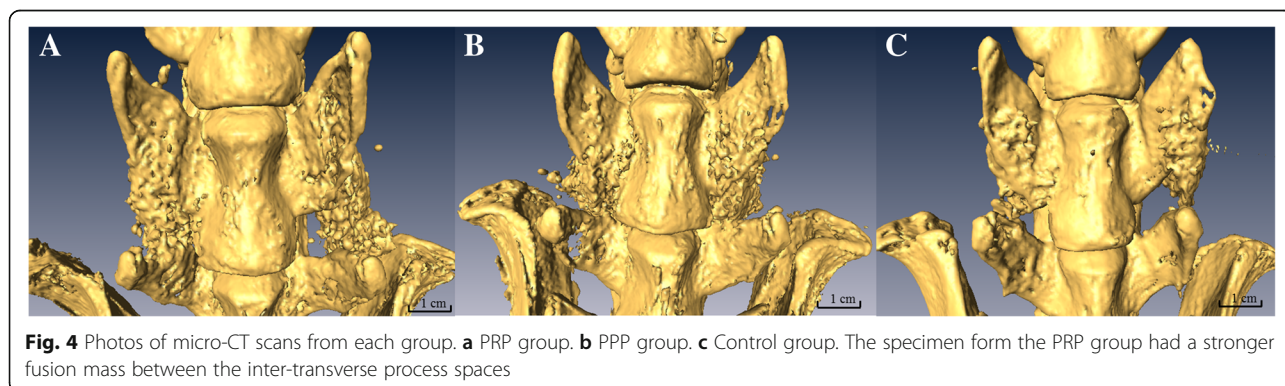 A
B
C
1 cm
1 cm
1 cm
Fig. 4 Photos of micro-CT scans from each group. a PRP group. b PPP group. c Control group. The specimen form the PRP group had a stronger
fusion mass between the inter-transverse process spaces